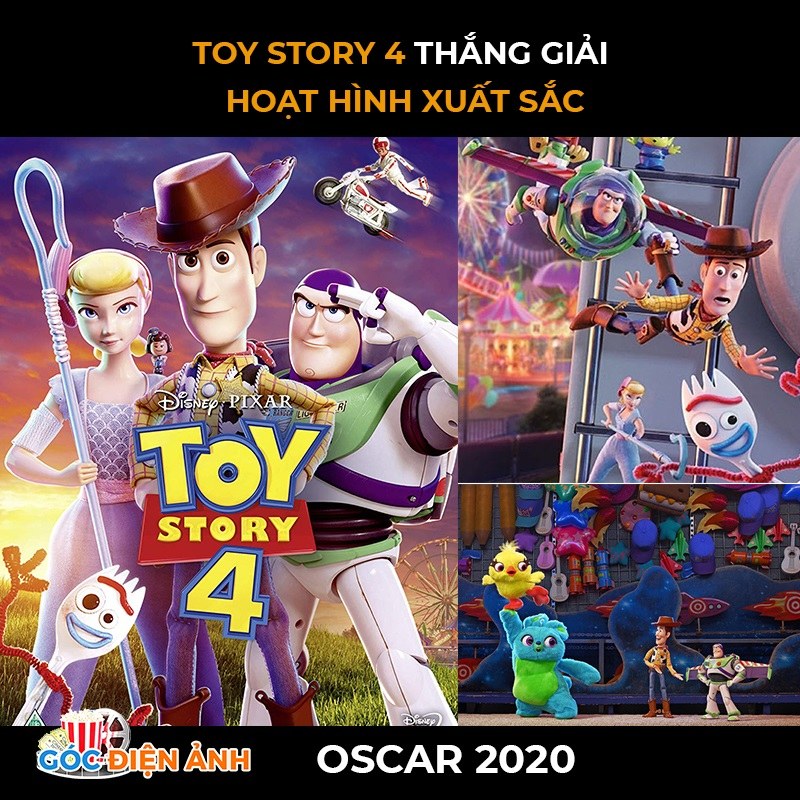 TOY STORY 4 THẮNG GIẢI
HOẠT HÌNH XUẤT SẮC
DISNEY · PIXAR
TOY
STORY
4
Disney
GÓC ĐIỆN ẢNH
OSCAR 2020